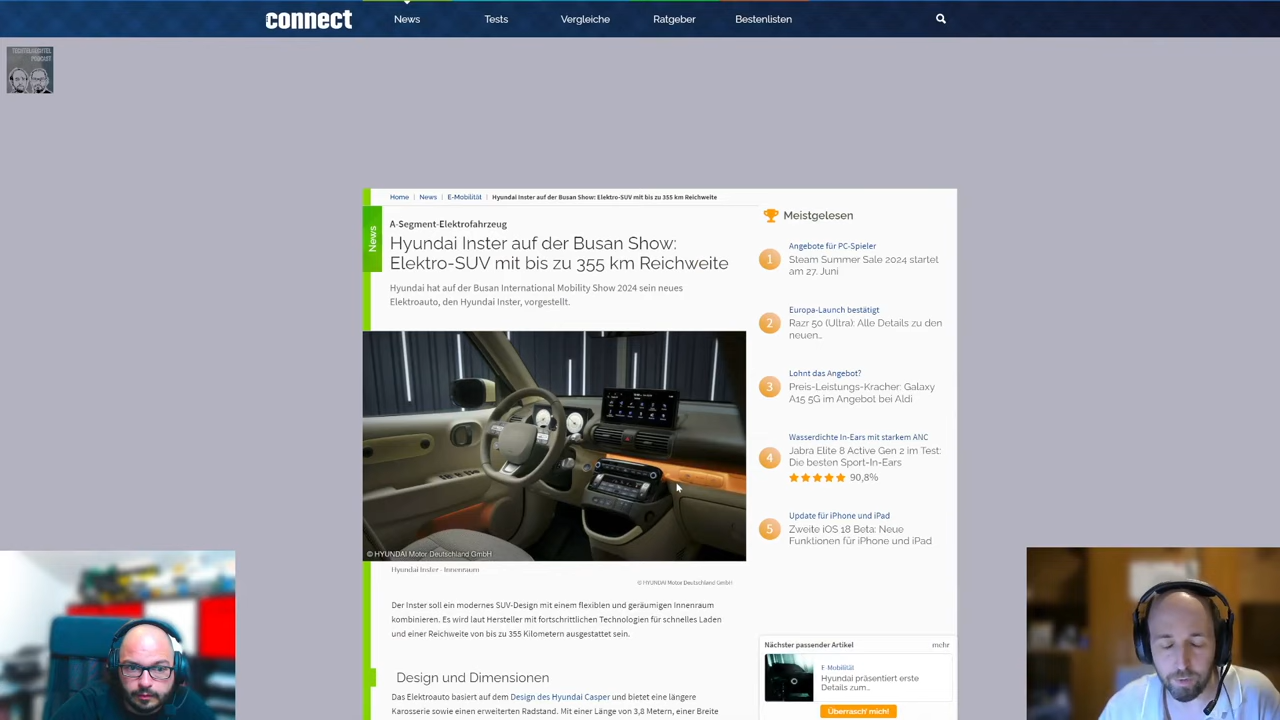 connect
News
Tests
Vergleiche
Ratgeber
Bestenlisten
TECHTELMECHTEL
PODCAST
Home | News | E-Mobilität | Hyundai Inster auf der Busan Show: Elektro-SUV mit bis zu 355 km Reichweite
News
A-Segment-Elektrofahrzeug
Hyundai Inster auf der Busan Show:
Elektro-SUV mit bis zu 355 km Reichweite
Hyundai hat auf der Busan International Mobility Show 2024 sein neues
Elektroauto, den Hyundai Inster, vorgestellt.
© HYUNDAI Motor Deutschland GmbH
Hyundai Inster - Innenraum
© HYUNDAI Motor Deutschland GmbH
Der Inster soll ein modernes SUV-Design mit einem flexiblen und geräumigen Innenraum
kombinieren. Es wird laut Hersteller mit fortschrittlichen Technologien für schnelles Laden
und einer Reichweite von bis zu 355 Kilometern ausgestattet sein.
Design und Dimensionen
Das Elektroauto basiert auf dem Design des Hyundai Casper und bietet eine längere
Karosserie sowie einen erweiterten Radstand. Mit einer Länge von 3,8 Metern, einer Breite
Meistgelesen
1
Angebote für PC-Spieler
Steam Summer Sale 2024 startet
am 27. Juni
2
Europa-Launch bestätigt
Razr 50 (Ultra): Alle Details zu den
neuen…
3
Lohnt das Angebot?
Preis-Leistungs-Kracher: Galaxy
A15 5G im Angebot bei Aldi
4
Wasserdichte In-Ears mit starkem ANC
Jabra Elite 8 Active Gen 2 im Test:
Die besten Sport-In-Ears
90,8%
5
Update für iPhone und iPad
Zweite iOS 18 Beta: Neue
Funktionen für iPhone und iPad
Nächster passender Artikel
mehr
E-Mobilität
Hyundai präsentiert erste
Details zum…
Überrasch' mich!